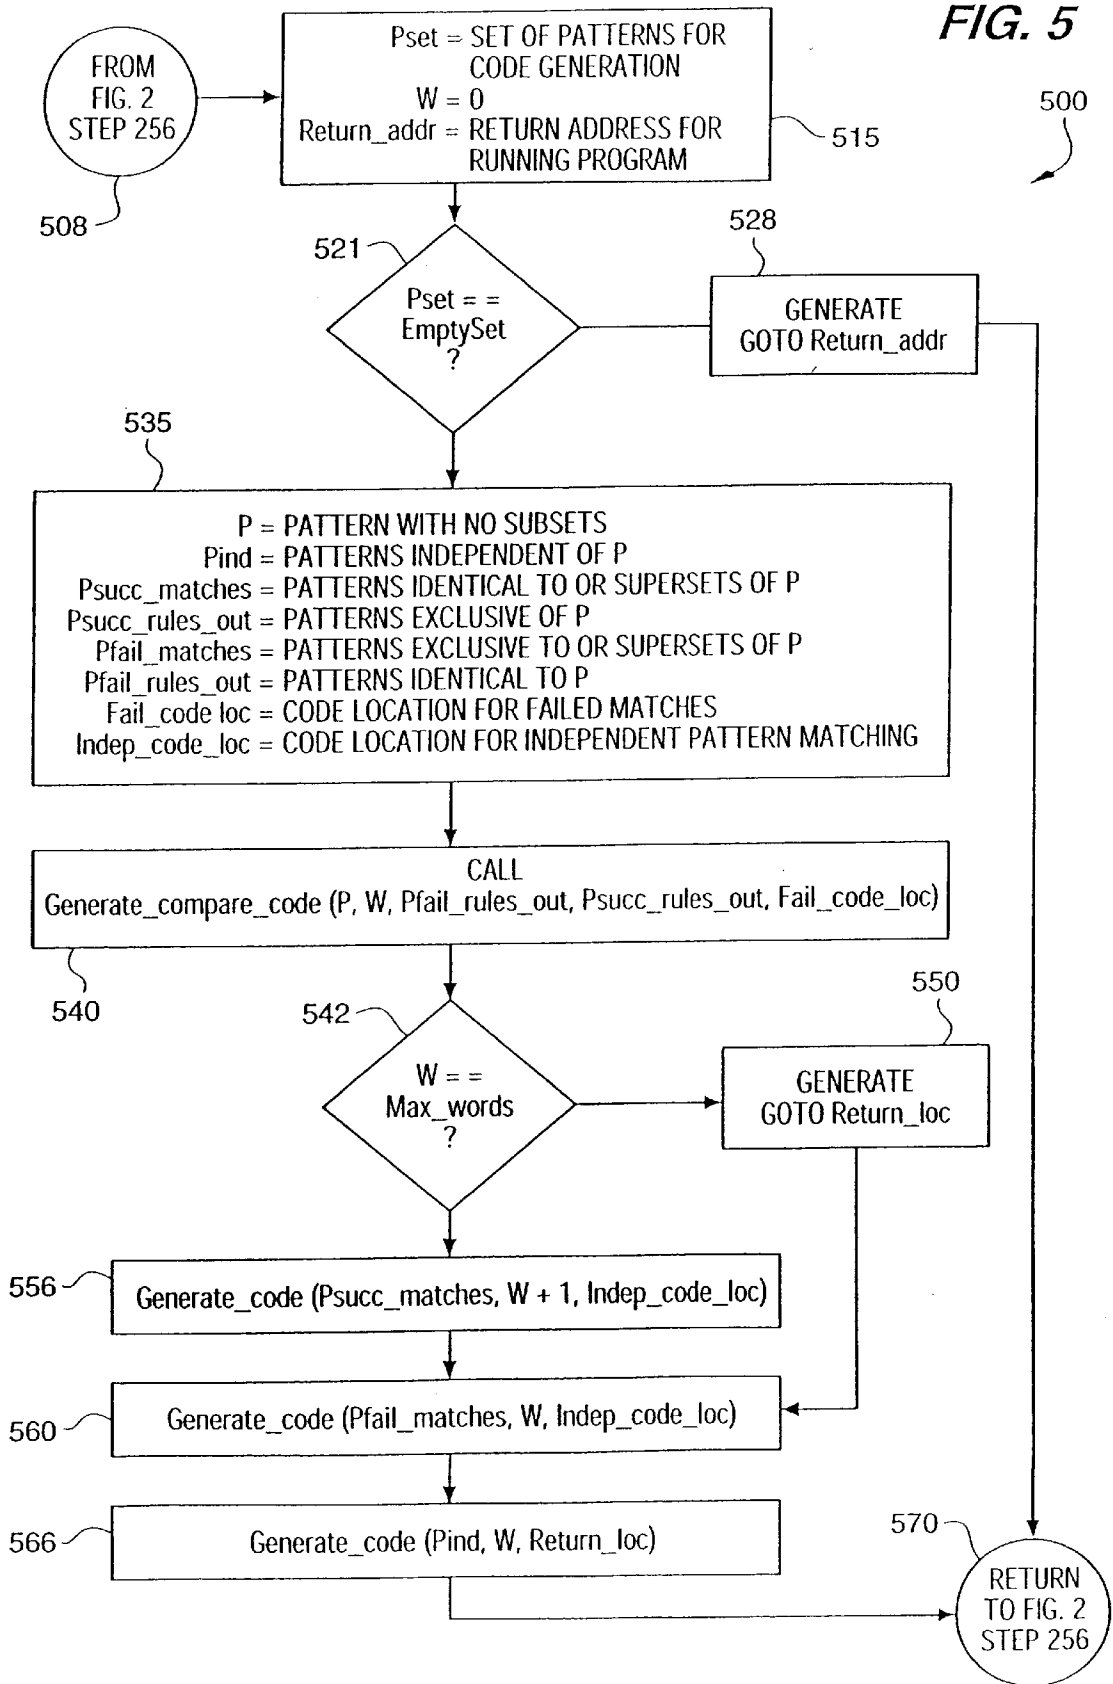 FIG. 5
FROM
FIG. 2
STEP 256
508
Pset = SET OF PATTERNS FOR
CODE GENERATION
W = 0
Return_addr = RETURN ADDRESS FOR
RUNNING PROGRAM
515
500
521
Pset = =
EmptySet
?
528
GENERATE
GOTO Return_addr
535
P = PATTERN WITH NO SUBSETS
Pind = PATTERNS INDEPENDENT OF P
Psucc_matches = PATTERNS IDENTICAL TO OR SUPERSETS OF P
Psucc_rules_out = PATTERNS EXCLUSIVE OF P
Pfail_matches = PATTERNS EXCLUSIVE TO OR SUPERSETS OF P
Pfail_rules_out = PATTERNS IDENTICAL TO P
Fail_code loc = CODE LOCATION FOR FAILED MATCHES
Indep_code_loc = CODE LOCATION FOR INDEPENDENT PATTERN MATCHING
CALL
Generate_compare_code (P, W, Pfail_rules_out, Psucc_rules_out, Fail_code_loc)
540
542
W = =
Max_words
?
550
GENERATE
GOTO Return_loc
556
Generate_code (Psucc_matches, W + 1, Indep_code_loc)
560
Generate_code (Pfail_matches, W, Indep_code_loc)
566
Generate_code (Pind, W, Return_loc)
570
RETURN
TO FIG. 2
STEP 256